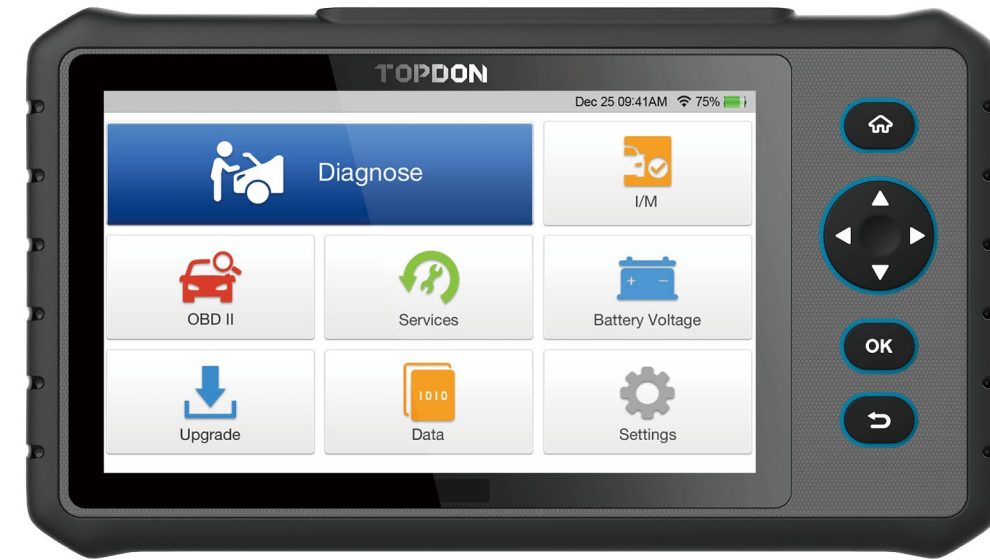 TOPDON
Dec 25 09:41AM 75%
Diagnose
I/M
OBD II
Services
Battery Voltage
Upgrade
1010
Data
Settings
OK